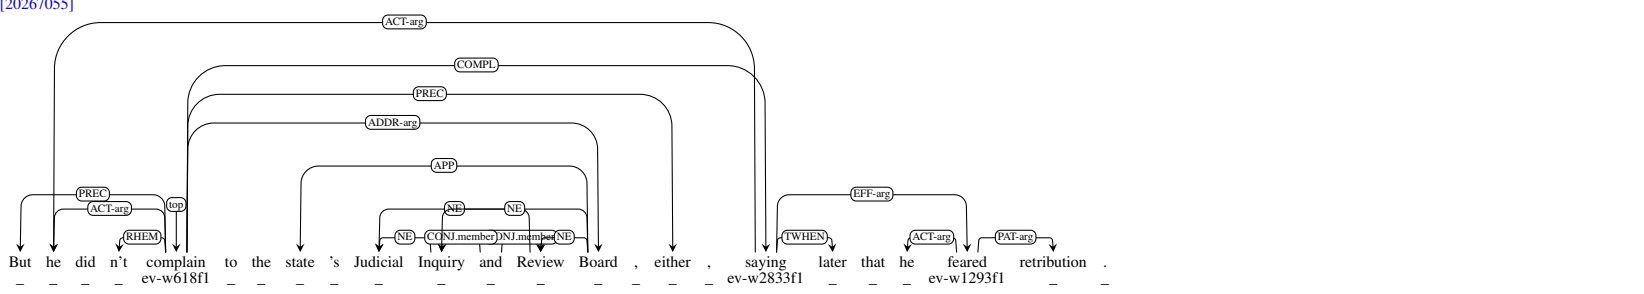 [20267055]
ACT-arg
COMPL
PREC
ADDR-arg
APP
PREC
top
ACT-arg NE NE
RHEM NE CONJ.member NE TWHEN ACT-arg PAT-arg
EFF-arg
But he did n't complain to the state 's Judicial Inquiry and Review Board , either , saying later that he feared retribution .
_ _ _ _ ev-w618f1 _ _ _ _ _ _ _ _ _ _ _ _ ev-w2833f1 _ _ _ ev-w1293f1 _ _